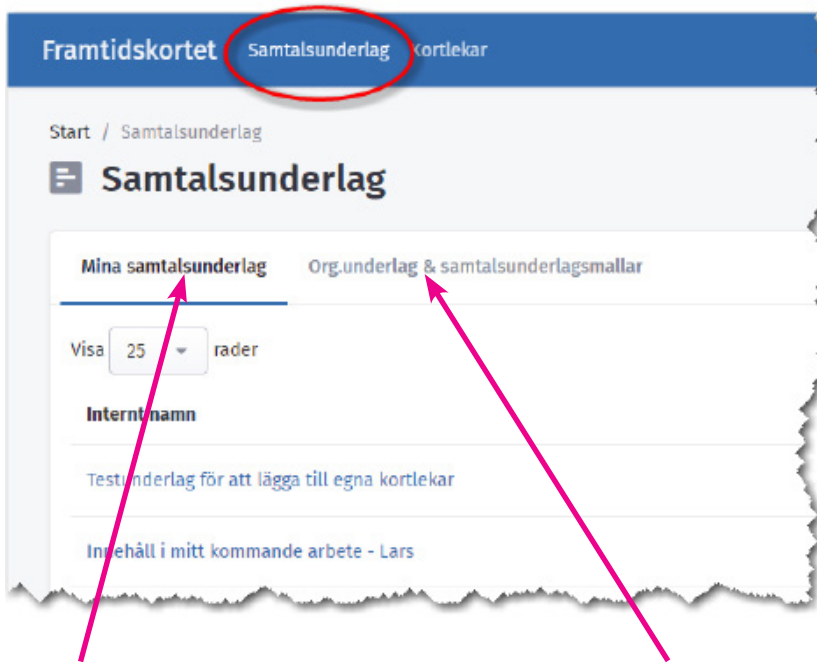 Framtidskortet Samtalsunderlag Kortlekar
Start / Samtalsunderlag
Samtalsunderlag
Mina samtalsunderlag Org.underlag & samtalsunderlagsmallar
Visa 25 rader
Internt namn
Testunderlag för att lägga till egna kortlekar
Innehåll i mitt kommande arbete - Lars